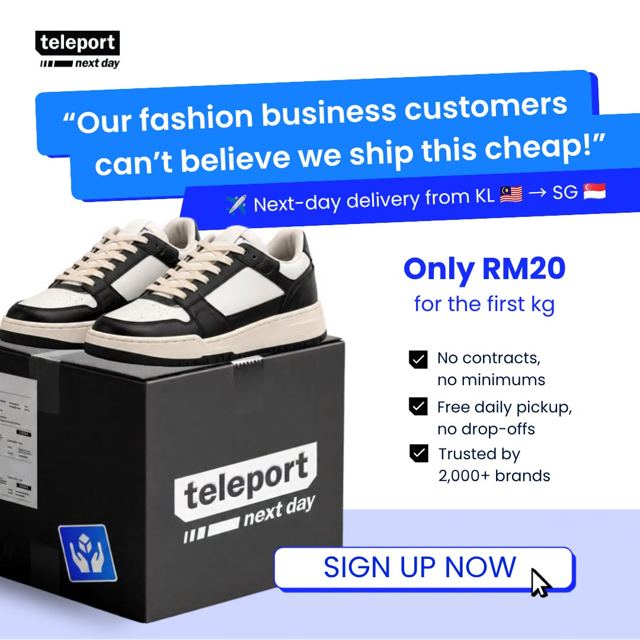 teleport
next day
“Our fashion business customers
can’t believe we ship this cheap!”
✈️ Next-day delivery from KL 🇲🇾 → SG 🇸🇬
Only RM20
for the first kg
No contracts,
no minimums
Free daily pickup,
no drop-offs
Trusted by
2,000+ brands
teleport
next day
SIGN UP NOW